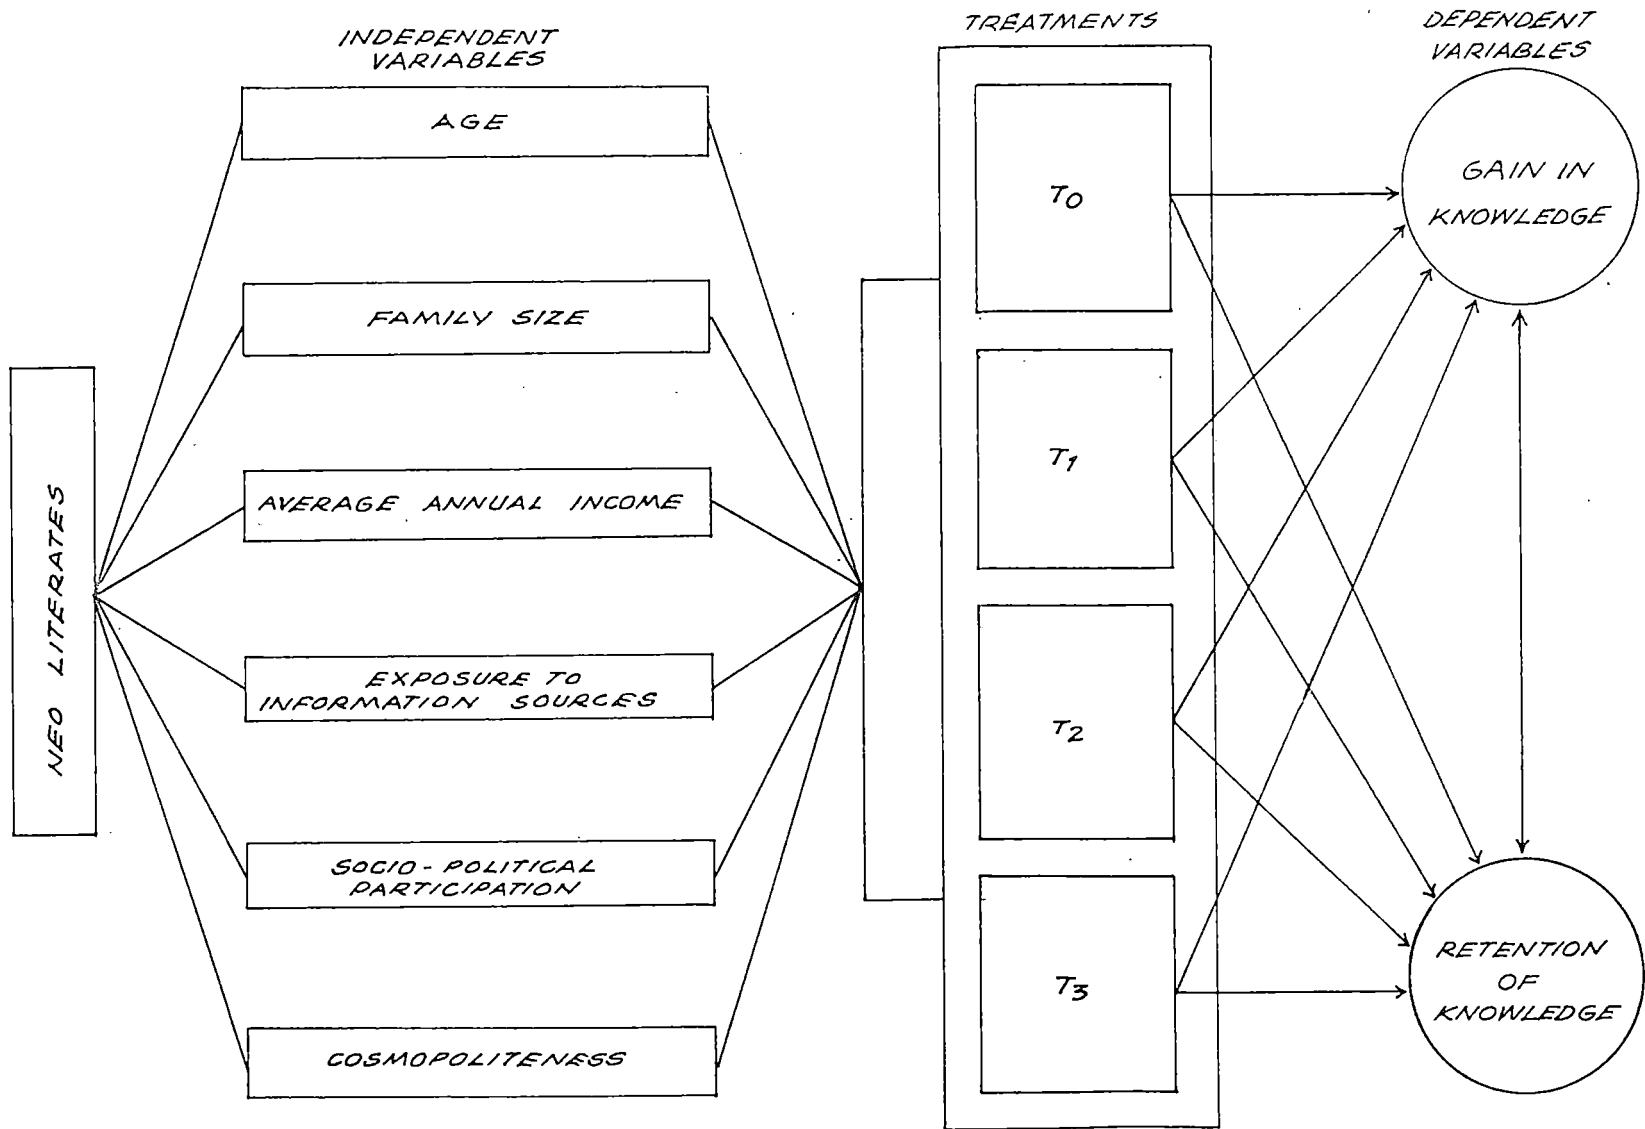 INDEPENDENT
VARIABLES
TREATMENTS
DEPENDENT
VARIABLES
NEO LITERATES
AGE
FAMILY SIZE
AVERAGE ANNUAL INCOME
EXPOSURE TO
INFORMATION SOURCES
SOCIO-POLITICAL
PARTICIPATION
COSMOPOLITENESS
T0
T1
T2
T3
GAIN IN
KNOWLEDGE
RETENTION
OF
KNOWLEDGE